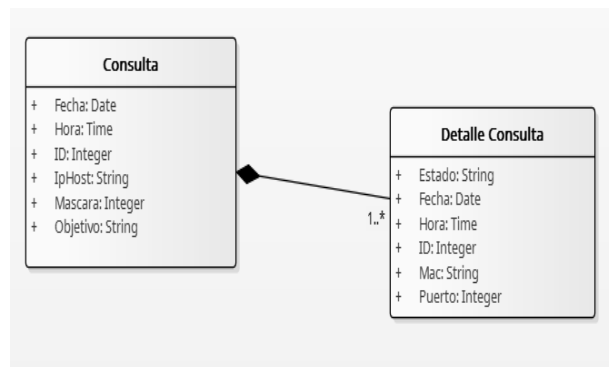 Consulta
+ Fecha: Date
+ Hora: Time
+ ID: Integer
+ IpHost: String
+ Mascara: Integer
+ Objetivo: String
1..*
Detalle Consulta
+ Estado: String
+ Fecha: Date
+ Hora: Time
+ ID: Integer
+ Mac: String
+ Puerto: Integer